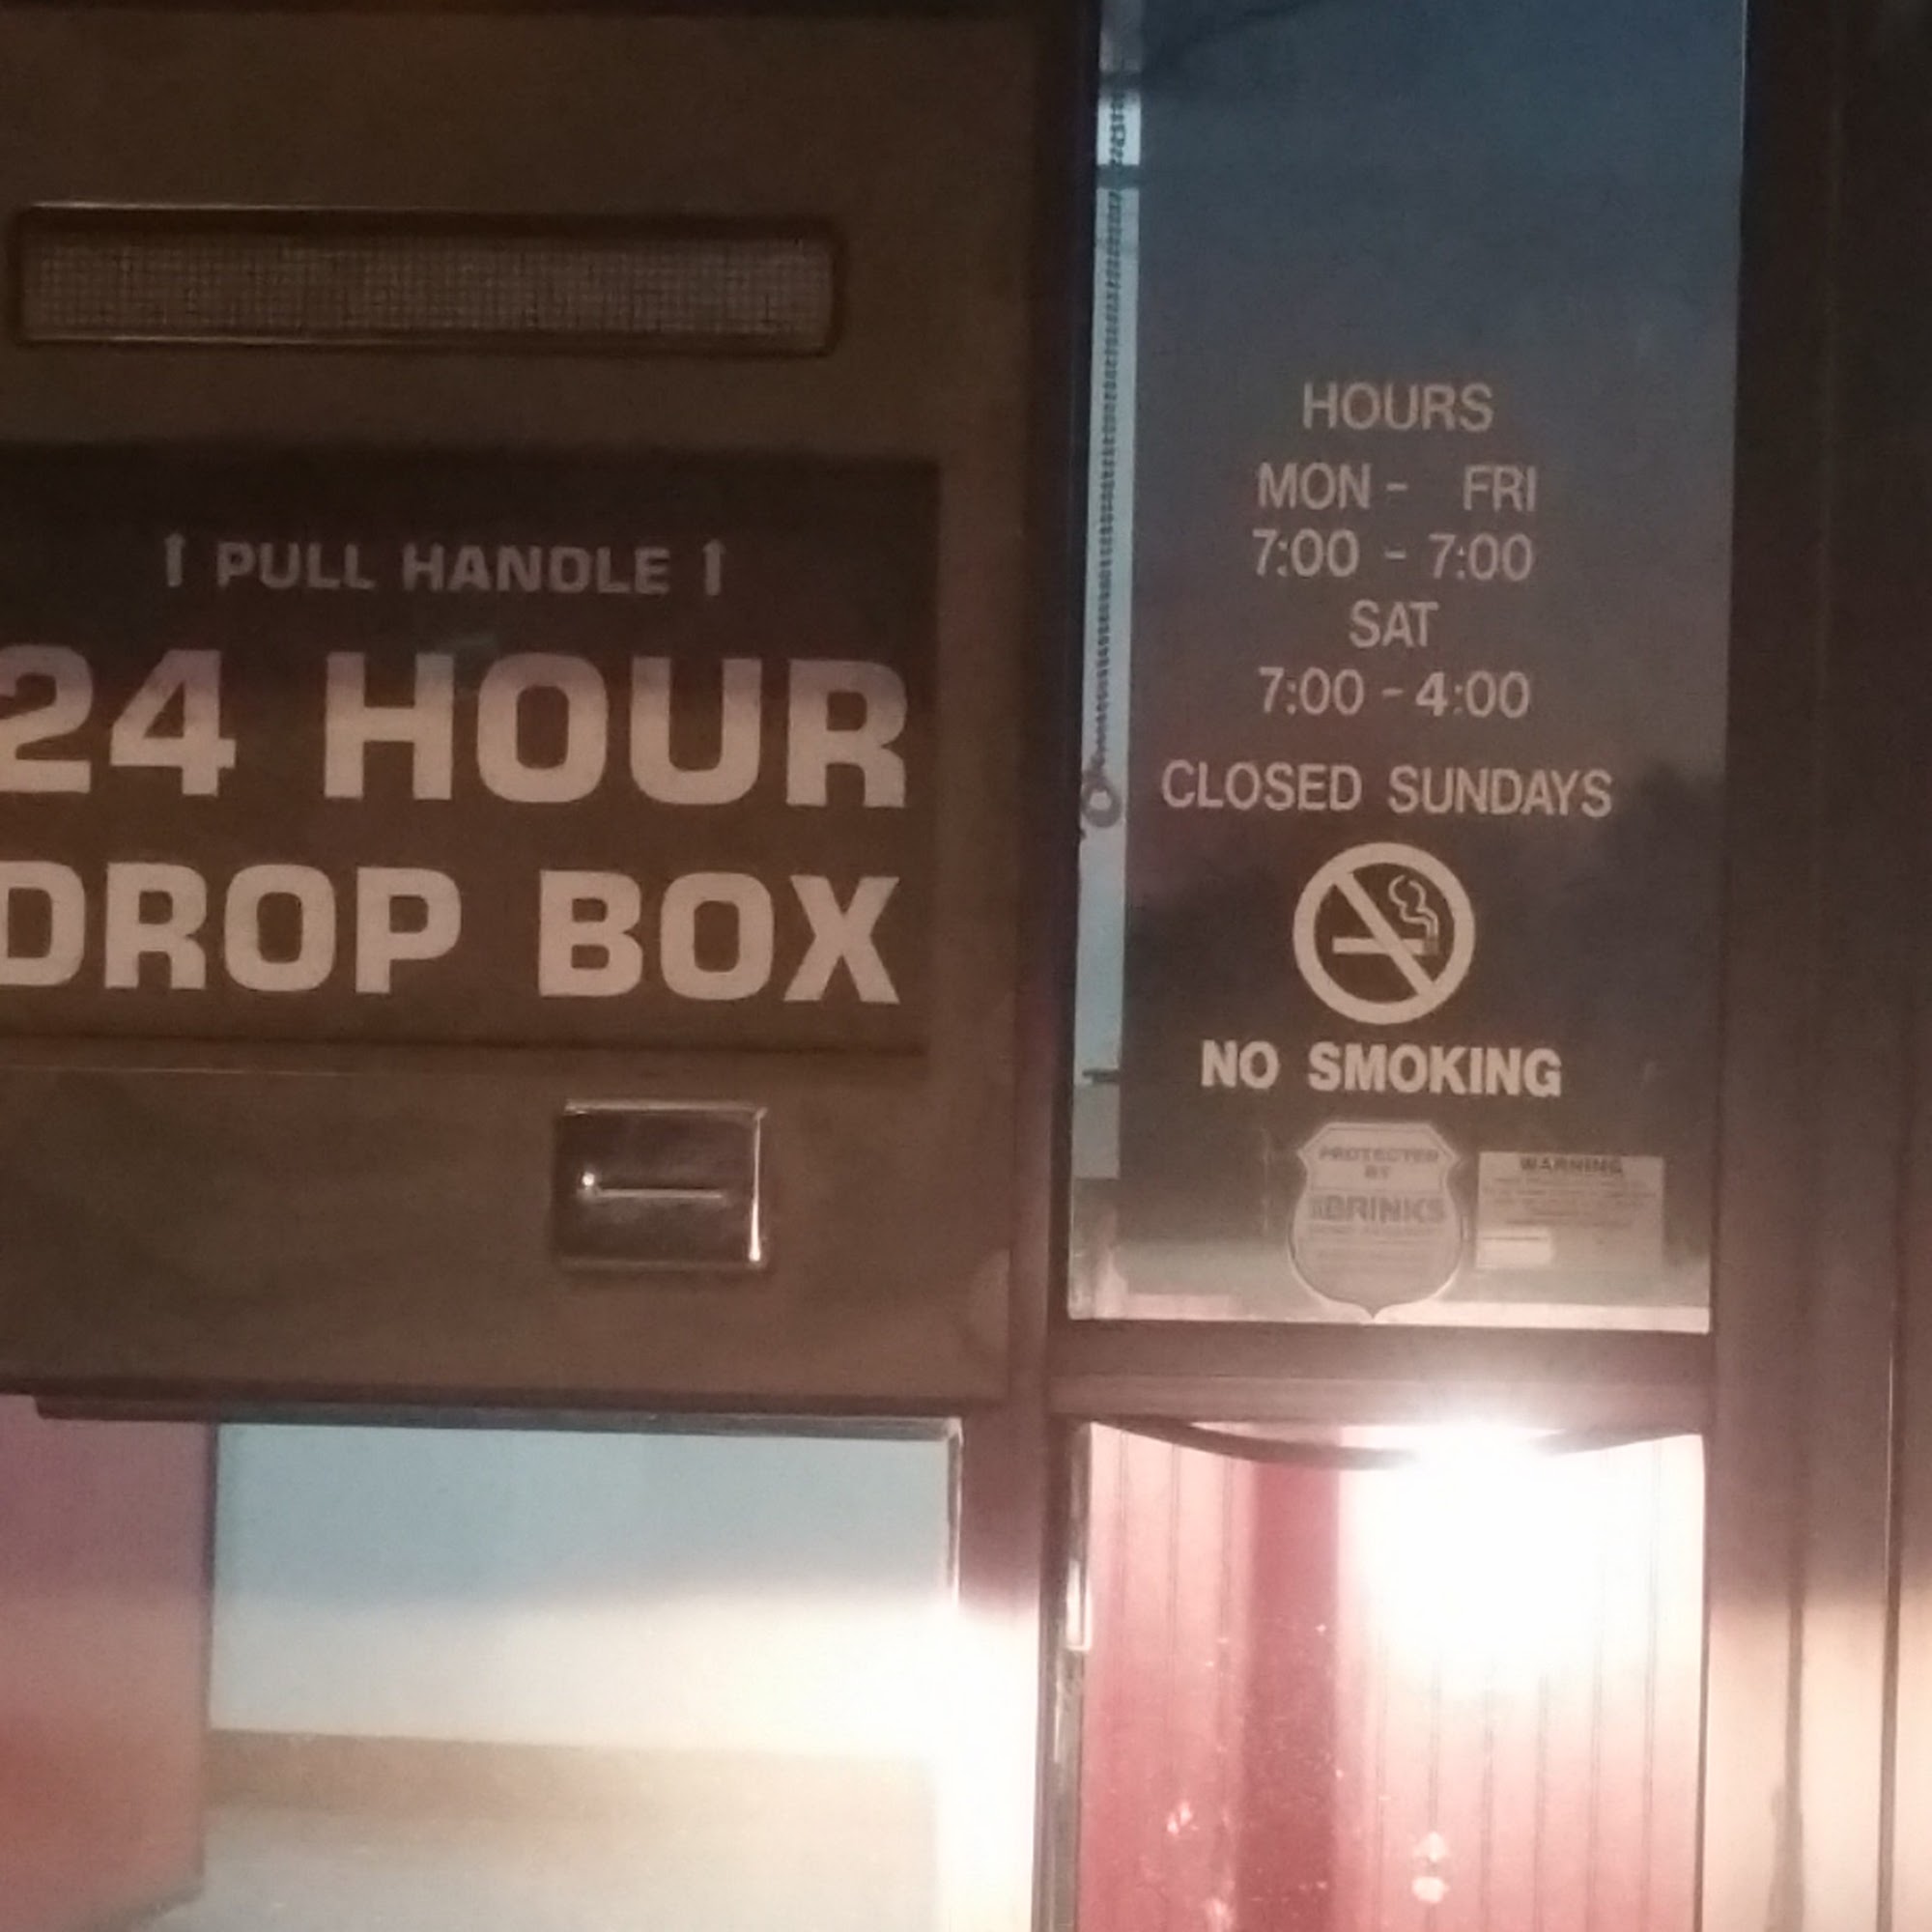 ↑ PULL HANDLE ↑
24 HOUR
DROP BOX
HOURS
MON - FRI
7:00 - 7:00
SAT
7:00 - 4:00
CLOSED SUNDAYS
NO SMOKING
PROTECTED
BY
BRINKS
WARNING